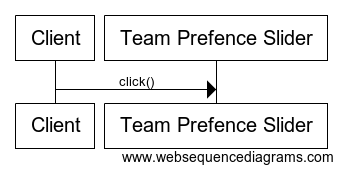 Client
Team Prefence Slider
click()
Client
Team Prefence Slider
www.websequencediagrams.com